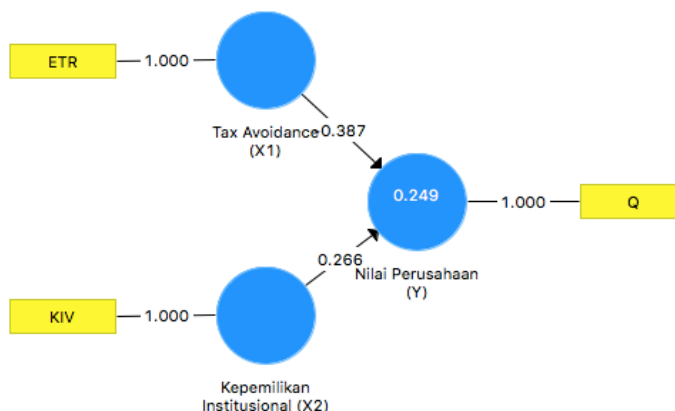 ETR
1.000
Tax Avoidance
(X1)
-0.387
0.249
Nilai Perusahaan
(Y)
1.000
Q
0.266
KIV
1.000
Kepemilikan
Institusional (X2)